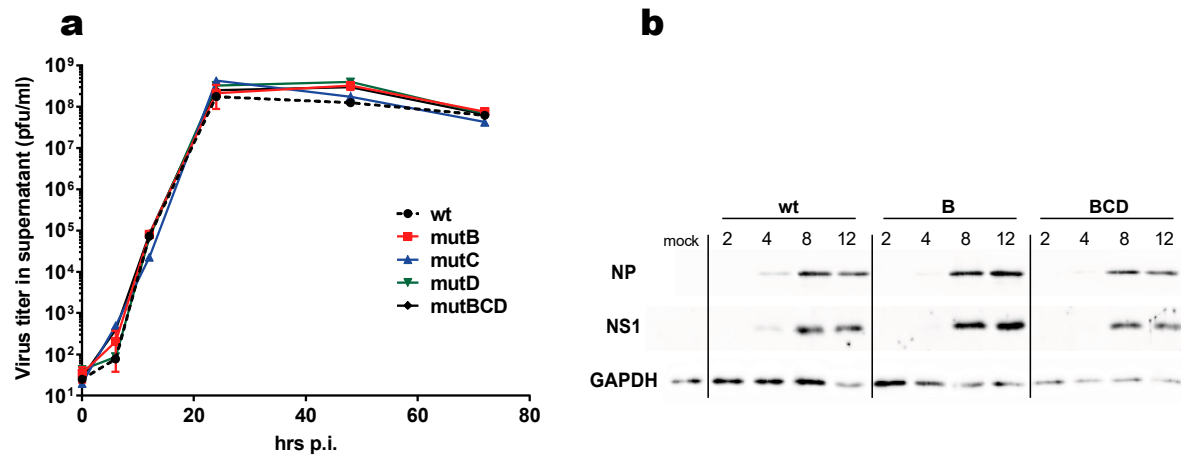 a
Virus titer in supernatant (pfu/ml)
10⁹
10⁸
10⁷
10⁶
10⁵
10⁴
10³
10²
10¹
0 20 40 60 80
hrs p.i.
wt
mutB
mutC
mutD
mutBCD
b
wt B BCD
mock 2 4 8 12 2 4 8 12 2 4 8 12
NP
NS1
GAPDH